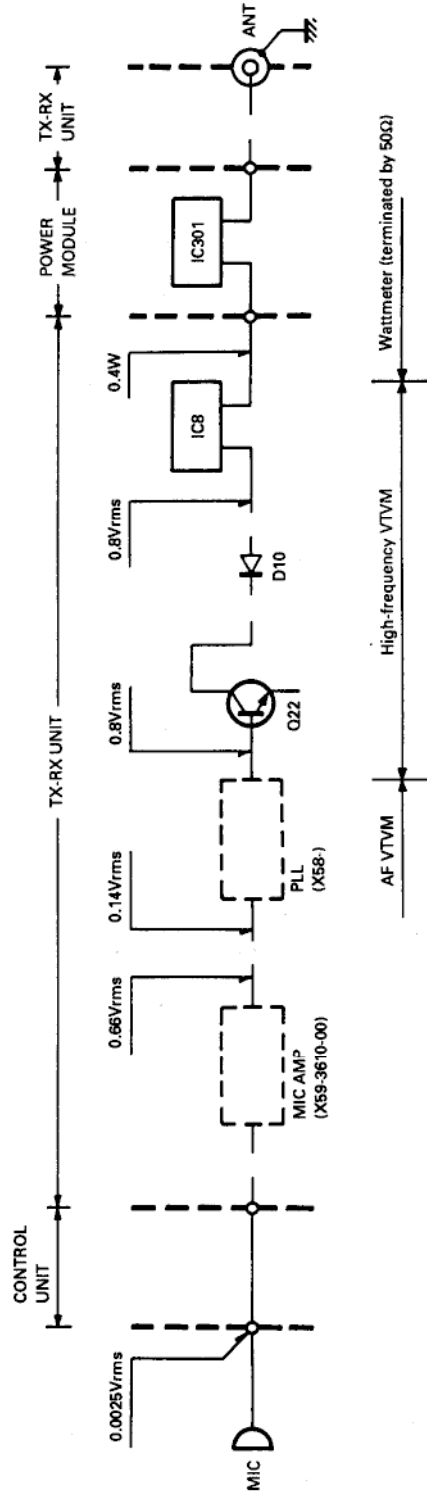 CONTROL
UNIT
TX-RX UNIT
POWER
MODULE
TX-RX
UNIT
0.0025Vrms
0.66Vrms
0.14Vrms
0.8Vrms
0.8Vrms
0.4W
MIC
MIC AMP
(X59-3610-00)
PLL
(X58-)
Q22
D10
IC8
IC301
ANT
AF VTVM
High-frequency VTVM
Wattmeter (terminated by 50Ω)